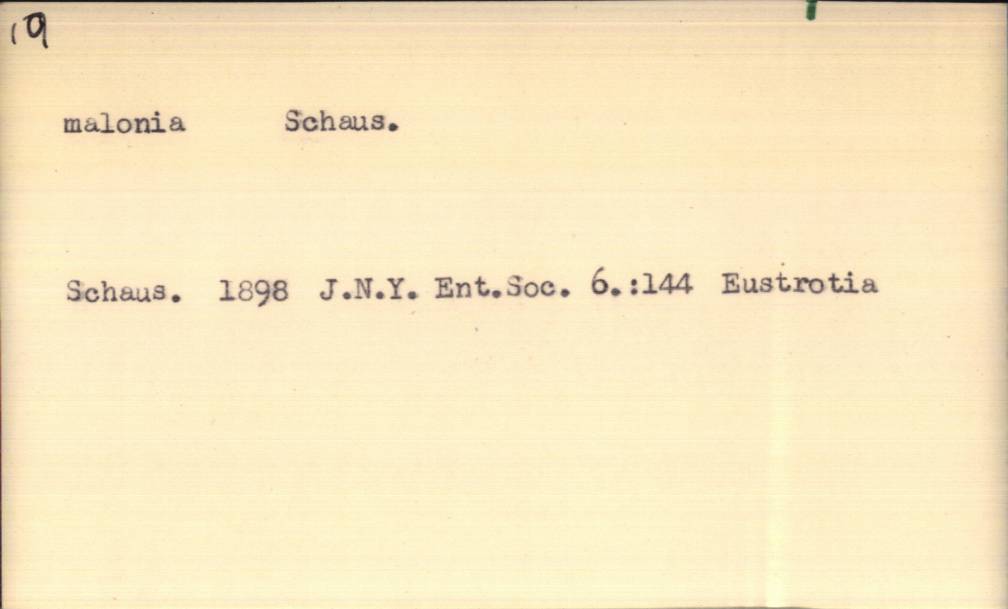 19
malonia Schaus.
Schaus. 1898 J.N.Y. Ent.Soc. 6.:144 Eustrotia